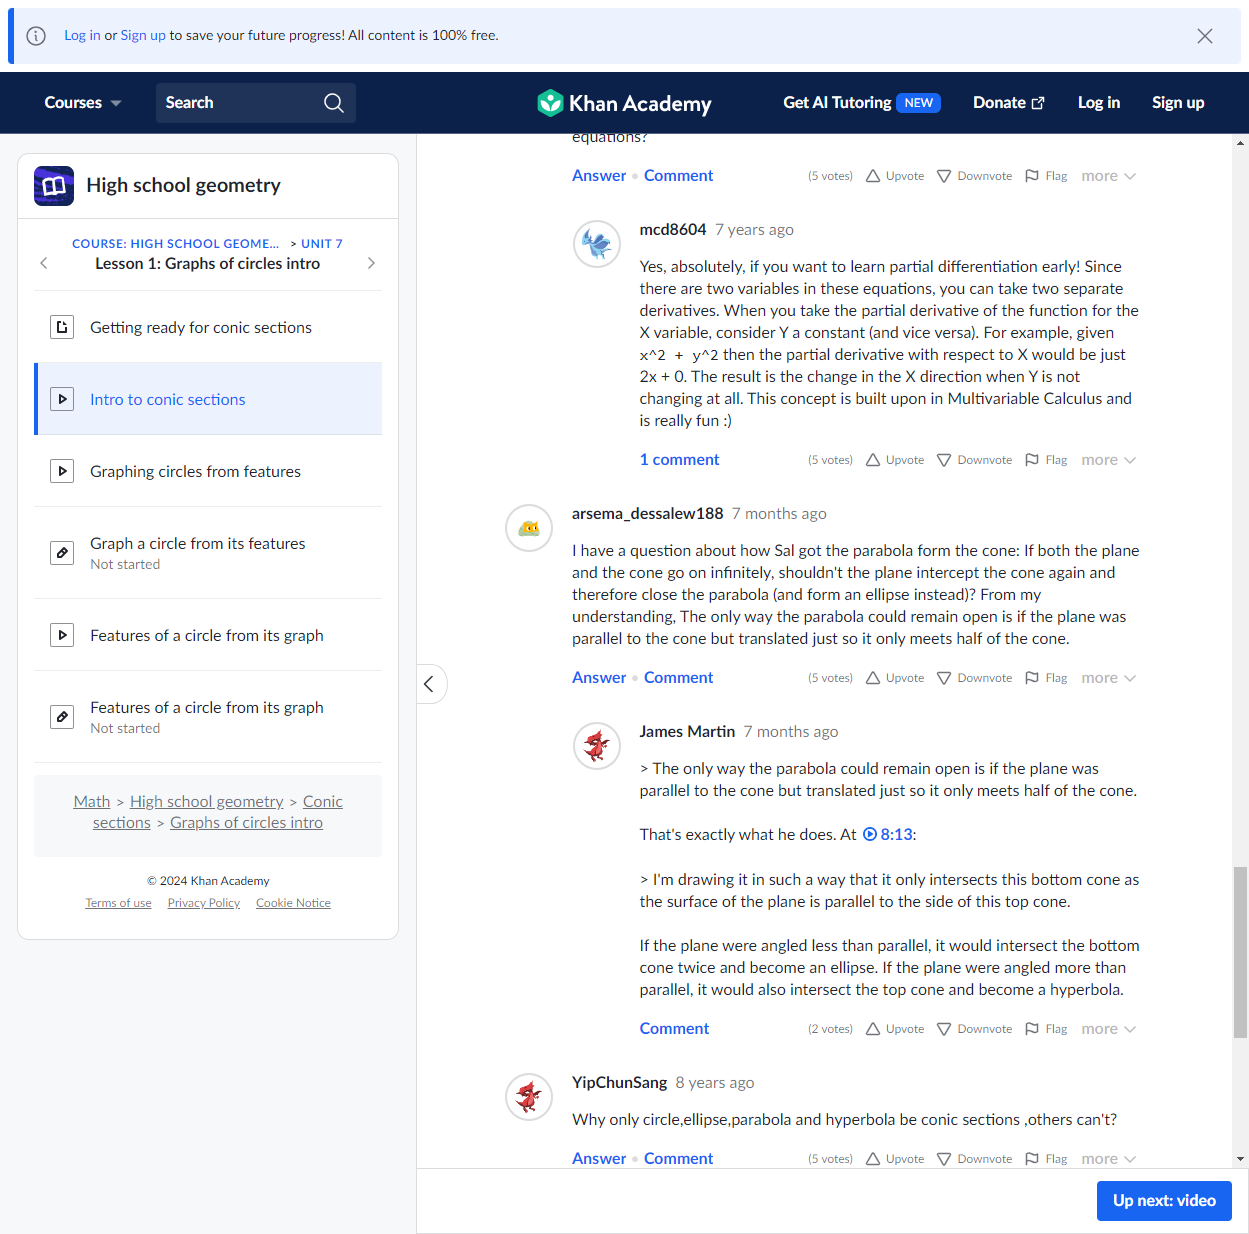 Log in or Sign up to save your future progress! All content is 100% free.
Courses
Search
Khan Academy
Get AI Tutoring NEW
Donate
Log in
Sign up
High school geometry
COURSE: HIGH SCHOOL GEOME... > UNIT 7
Lesson 1: Graphs of circles intro
Getting ready for conic sections
Intro to conic sections
Graphing circles from features
Graph a circle from its features
Not started
Features of a circle from its graph
Features of a circle from its graph
Not started
Math > High school geometry > Conic
sections > Graphs of circles intro
© 2024 Khan Academy
Terms of use Privacy Policy Cookie Notice
equations?
Answer • Comment (5 votes) Upvote Downvote Flag more
mcd8604 7 years ago
Yes, absolutely, if you want to learn partial differentiation early! Since
there are two variables in these equations, you can take two separate
derivatives. When you take the partial derivative of the function for the
X variable, consider Y a constant (and vice versa). For example, given
x^2 + y^2 then the partial derivative with respect to X would be just
2x + 0. The result is the change in the X direction when Y is not
changing at all. This concept is built upon in Multivariable Calculus and
is really fun :)
1 comment (5 votes) Upvote Downvote Flag more
arsema_dessalew188 7 months ago
I have a question about how Sal got the parabola form the cone: If both the plane
and the cone go on infinitely, shouldn't the plane intercept the cone again and
therefore close the parabola (and form an ellipse instead)? From my
understanding, The only way the parabola could remain open is if the plane was
parallel to the cone but translated just so it only meets half of the cone.
Answer • Comment (5 votes) Upvote Downvote Flag more
James Martin 7 months ago
> The only way the parabola could remain open is if the plane was
parallel to the cone but translated just so it only meets half of the cone.
That's exactly what he does. At 8:13:
> I'm drawing it in such a way that it only intersects this bottom cone as
the surface of the plane is parallel to the side of this top cone.
If the plane were angled less than parallel, it would intersect the bottom
cone twice and become an ellipse. If the plane were angled more than
parallel, it would also intersect the top cone and become a hyperbola.
Comment (2 votes) Upvote Downvote Flag more
YipChunSang 8 years ago
Why only circle,ellipse,parabola and hyperbola be conic sections ,others can't?
Answer • Comment (5 votes) Upvote Downvote Flag more
Up next: video